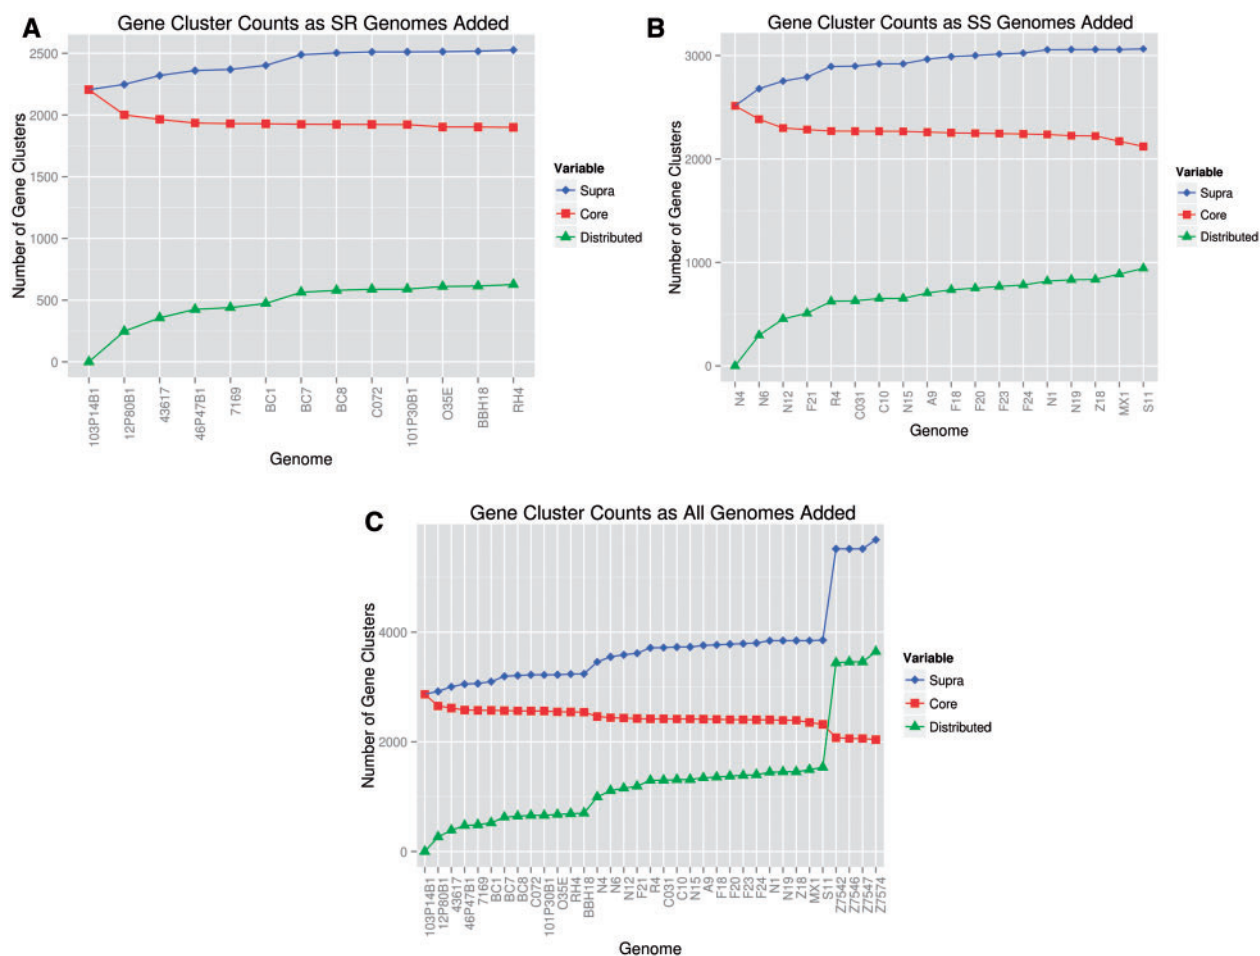 A
Gene Cluster Counts as SR Genomes Added
Number of Gene Clusters
2500
2000
1500
1000
500
0
103P14B1
12P80B1
43617
46P47B1
7169
BC1
BC7
BC8
C072
101P30B1
O35E
BBH18
RH4
Genome
Variable
Supra
Core
Distributed
B
Gene Cluster Counts as SS Genomes Added
Number of Gene Clusters
3000
2000
1000
0
N4
N6
N12
F21
R4
C031
C10
N15
A9
F18
F20
F23
F24
N1
N19
Z18
MX1
S11
Genome
Variable
Supra
Core
Distributed
C
Gene Cluster Counts as All Genomes Added
Number of Gene Clusters
4000
2000
0
103P14B1
12P80B1
43617
46P47B1
7169
BC1
BC7
BC8
C072
101P30B1
O35E
RH4
BBH18
N4
N6
N12
F21
R4
C031
C10
N15
A9
F18
F20
F23
F24
N1
N19
Z18
MX1
S11
Z7542
Z7546
Z7547
Z7574
Genome
Variable
Supra
Core
Distributed